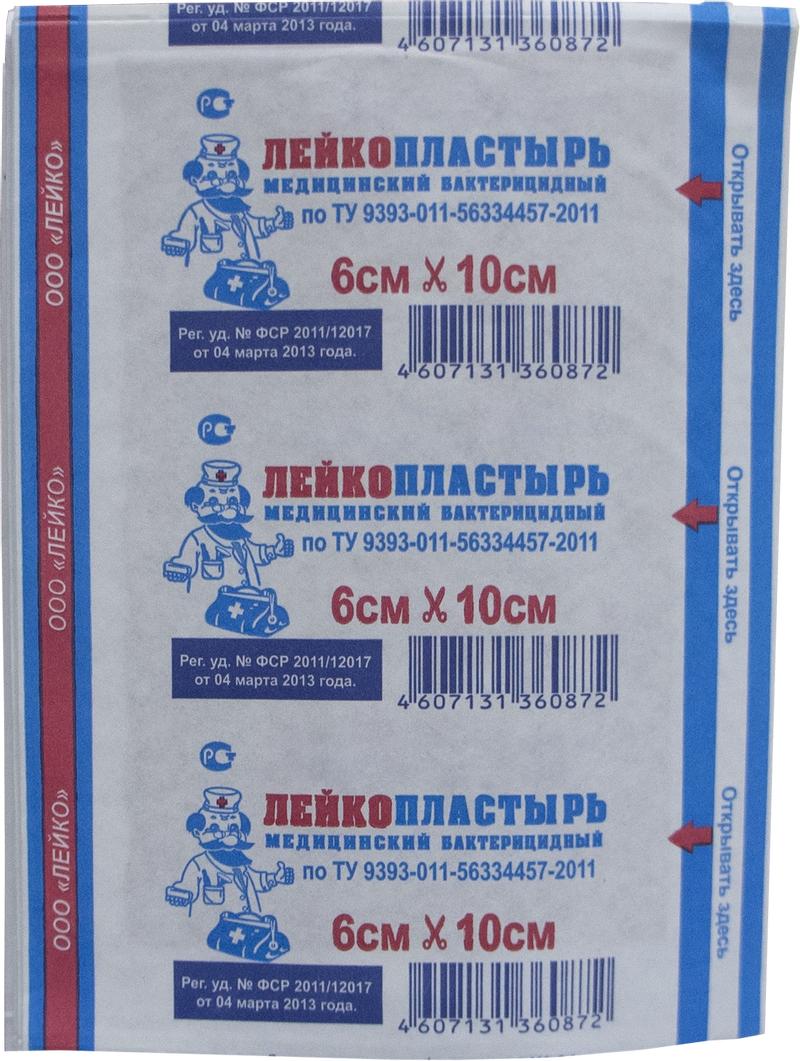 Рег. уд. № ФСР 2011/12017
от 04 марта 2013 года.
4 607131 360872
ООО «ЛЕЙКО»
РСТ
ЛЕЙКОПЛАСТЫРЬ
МЕДИЦИНСКИЙ БАКТЕРИЦИДНЫЙ
по ТУ 9393-011-56334457-2011
6см 10см
Рег. уд. № ФСР 2011/12017
от 04 марта 2013 года.
4 607131 360872
Открывать здесь
ООО «ЛЕЙКО»
РСТ
ЛЕЙКОПЛАСТЫРЬ
МЕДИЦИНСКИЙ БАКТЕРИЦИДНЫЙ
по ТУ 9393-011-56334457-2011
6см 10см
Рег. уд. № ФСР 2011/12017
от 04 марта 2013 года.
4 607131 360872
Открывать здесь
ООО «ЛЕЙКО»
РСТ
ЛЕЙКОПЛАСТЫРЬ
МЕДИЦИНСКИЙ БАКТЕРИЦИДНЫЙ
по ТУ 9393-011-56334457-2011
6см 10см
Рег. уд. № ФСР 2011/12017
от 04 марта 2013 года.
4 607131 360872
Открывать здесь